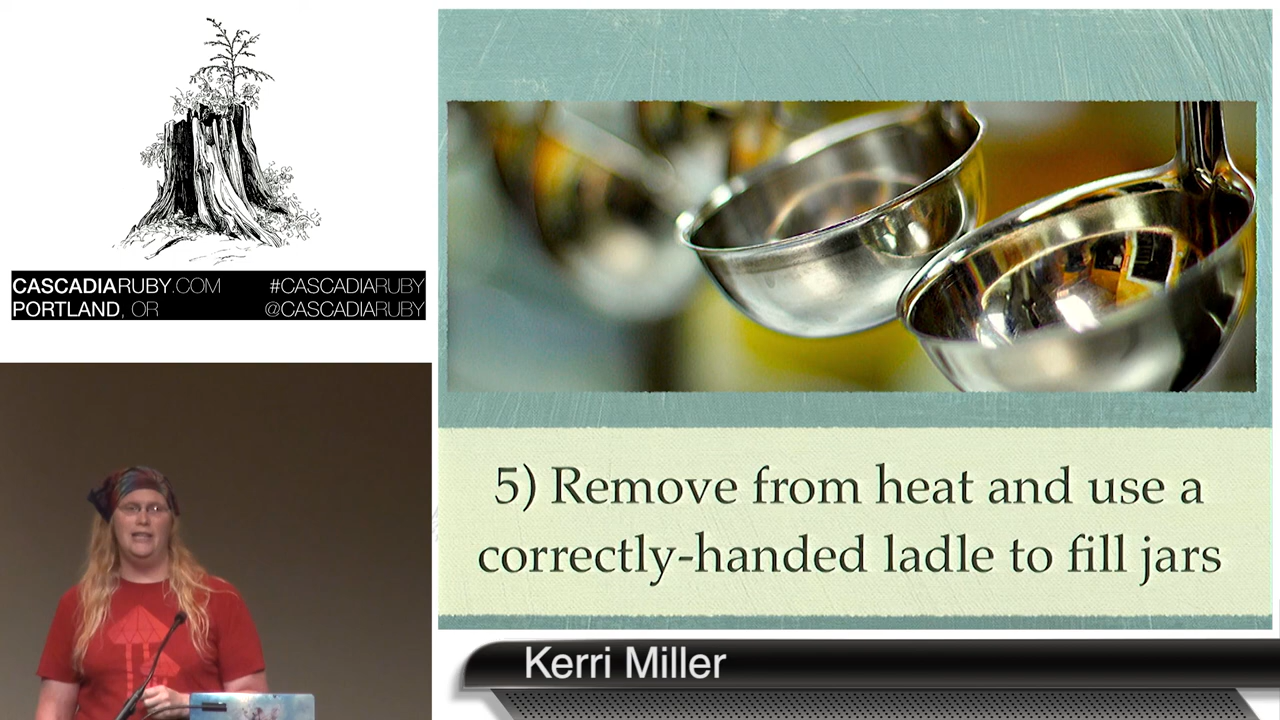 CASCADIARUBY.COM #CASCADIARUBY
PORTLAND, OR @CASCADIARUBY
5) Remove from heat and use a
correctly-handed ladle to fill jars
Kerri Miller